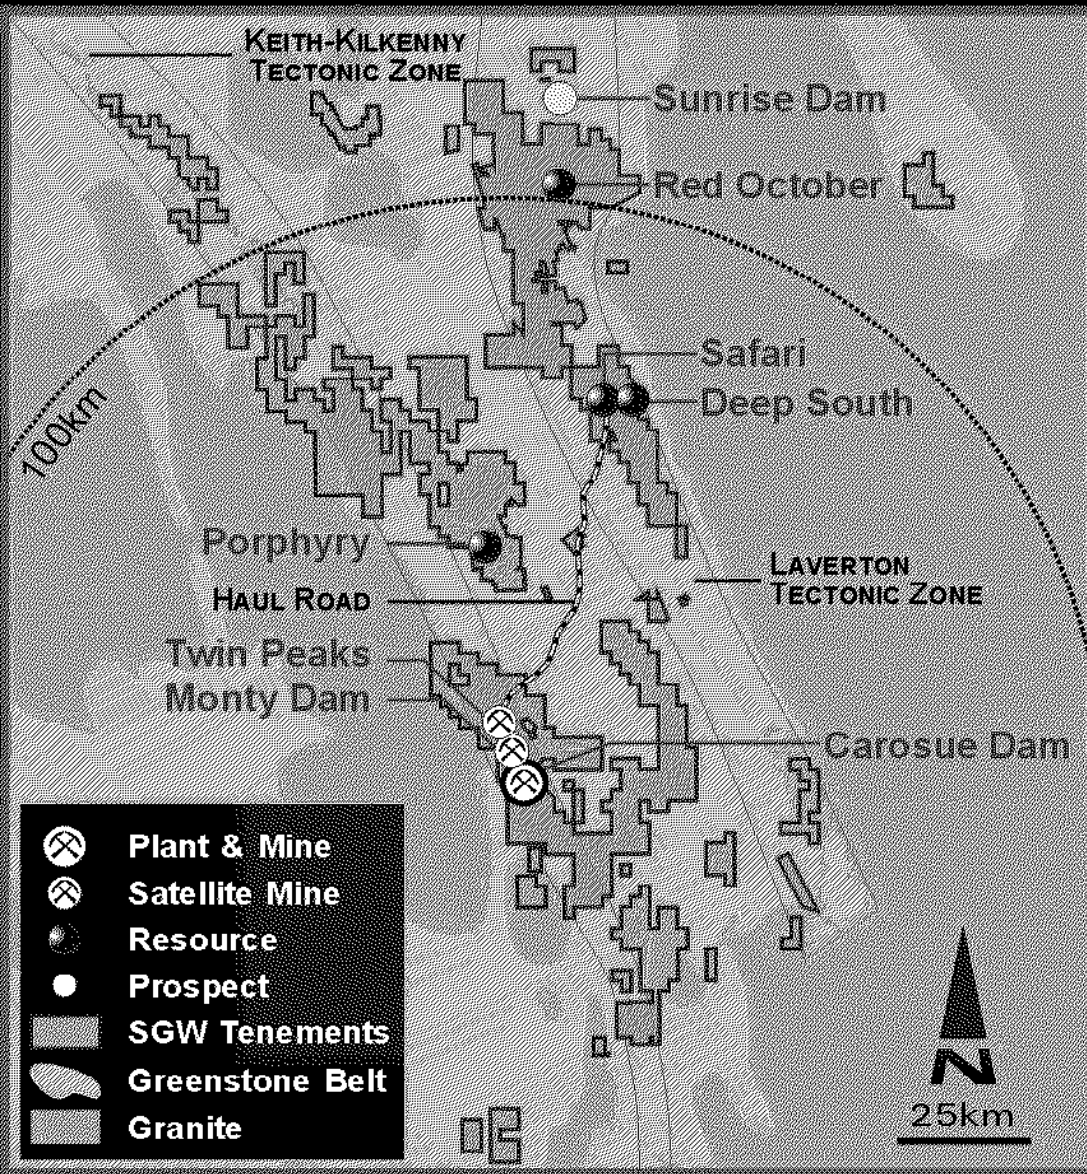 KEITH-KILKENNY
TECTONIC ZONE
Sunrise Dam
Red October
Safari
Deep South
100km
Porphyry
LAVERTON
TECTONIC ZONE
HAUL ROAD
Twin Peaks
Monty Dam
Carosue Dam
Plant & Mine
Satellite Mine
Resource
Prospect
SGW Tenements
Greenstone Belt
Granite
N
25km